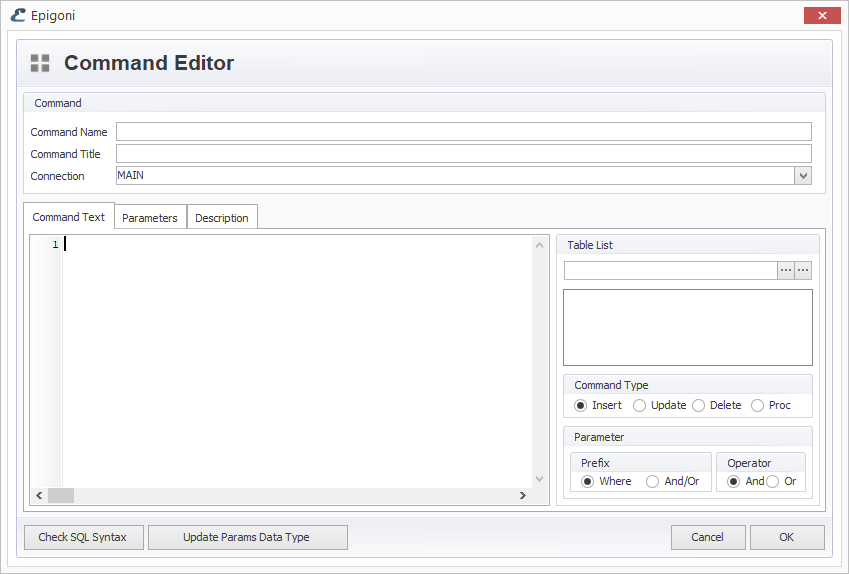 Epigoni
Command Editor
Command
Command Name
Command Title
Connection MAIN
Command Text Parameters Description
1
Table List
Command Type
Insert Update Delete Proc
Parameter
Prefix Operator
Where And/Or And Or
Check SQL Syntax Update Params Data Type Cancel OK